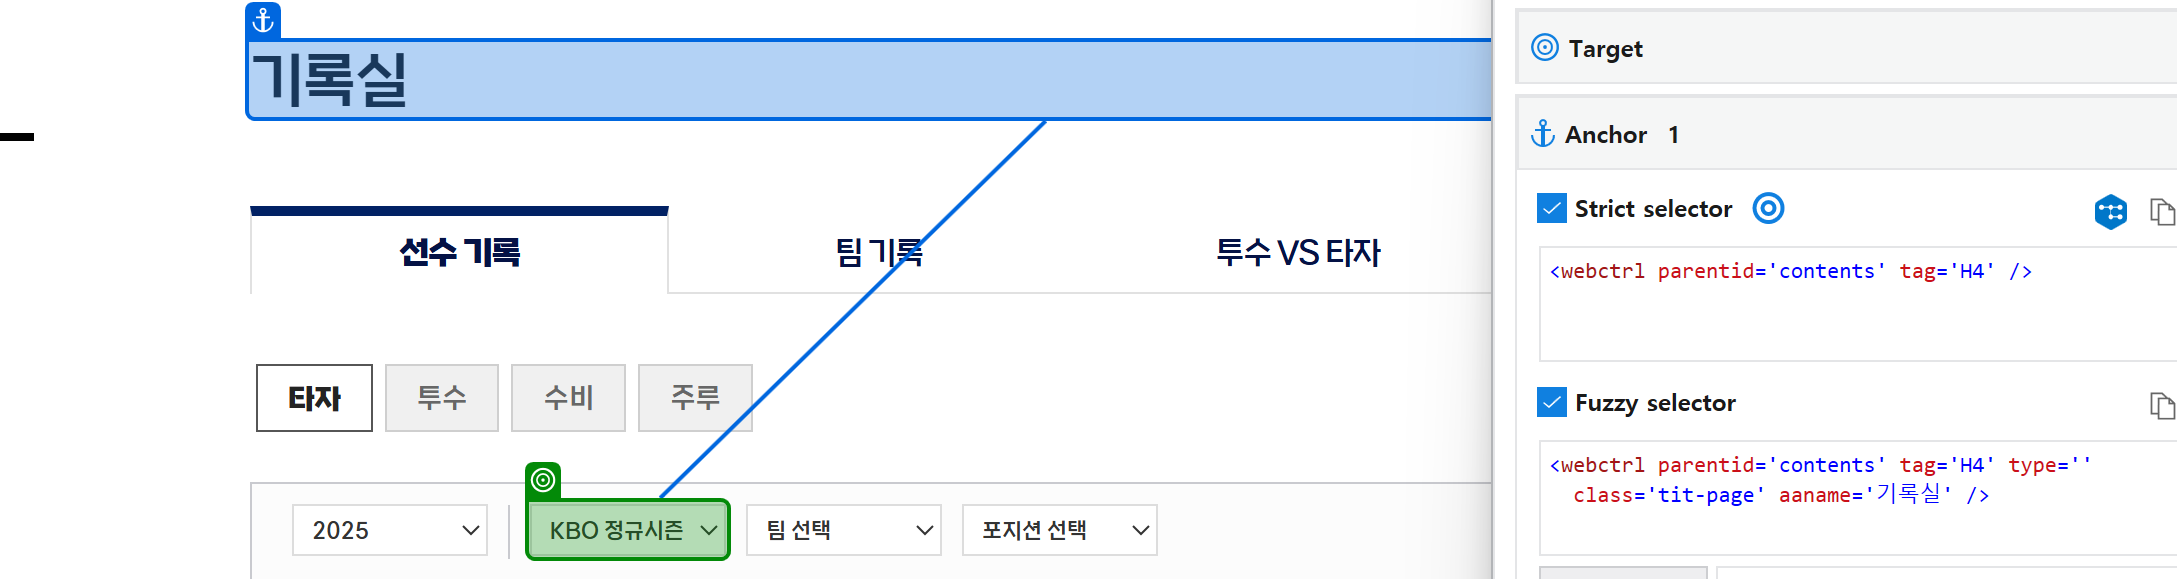 기록실
선수 기록 팀 기록 투수 VS 타자
타자 투수 수비 주루
2025 KBO 정규시즌 팀 선택 포지션 선택
Target
Anchor 1
Strict selector
<webctrl parentid='contents' tag='H4' />
Fuzzy selector
<webctrl parentid='contents' tag='H4' type=''
class='tit-page' aaname='기록실' />